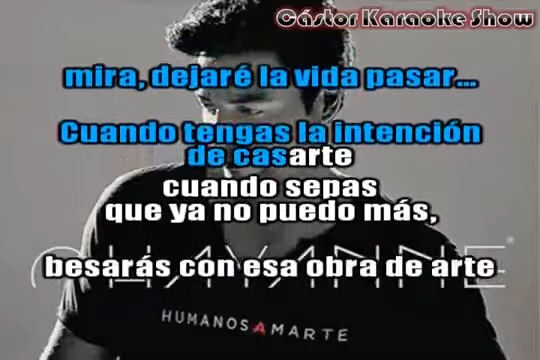 Cástor Karaoke Show
mira, dejaré la vida pasar...
Cuando tengas la intención
de casarte
cuando sepas
que ya no puedo más,
CHAYANNE
besarás con esa obra de arte
HUMANOS A MARTE